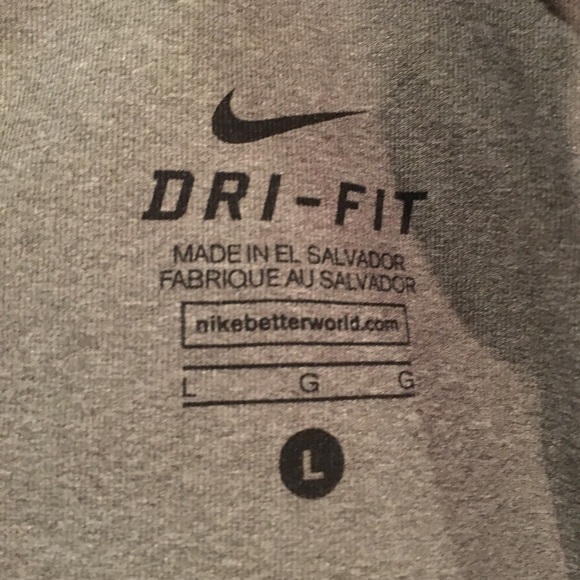 DRI-FIT
MADE IN EL SALVADOR
FABRIQUE AU SALVADOR
nikebetterworld.com
L G G
L